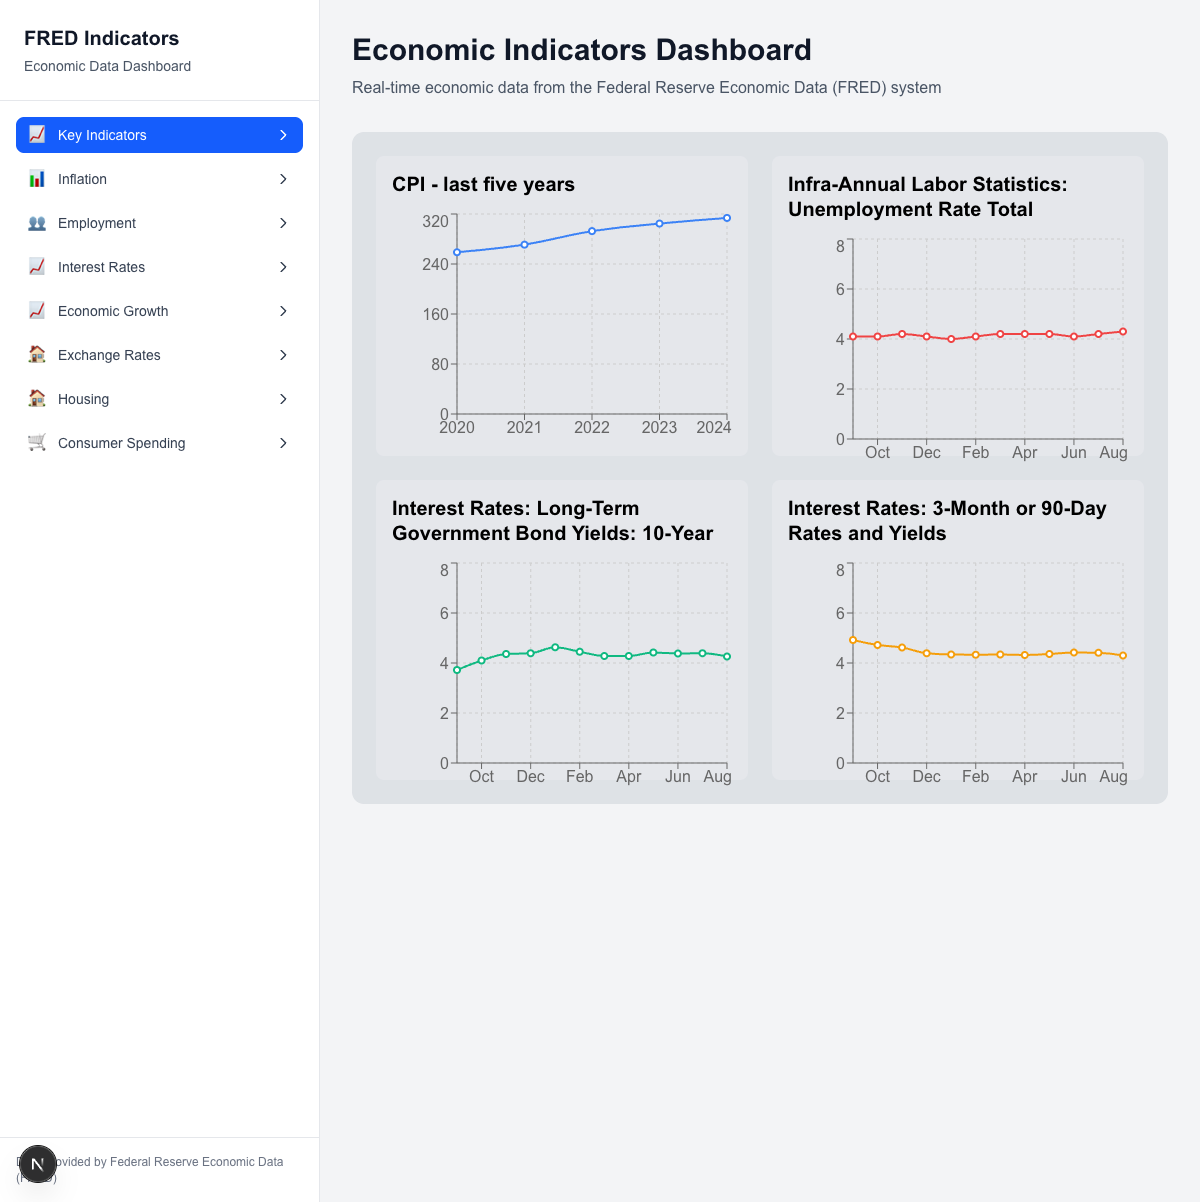 FRED Indicators
Economic Data Dashboard
Key Indicators
Inflation
Employment
Interest Rates
Economic Growth
Exchange Rates
Housing
Consumer Spending
N
by Federal Reserve Economic Data
Economic Indicators Dashboard
Real-time economic data from the Federal Reserve Economic Data (FRED) system
CPI - last five years
320
240
160
80
0
2020 2021 2022 2023 2024
Infra-Annual Labor Statistics:
Unemployment Rate Total
8
6
4
2
0
Oct Dec Feb Apr Jun Aug
Interest Rates: Long-Term
Government Bond Yields: 10-Year
8
6
4
2
0
Oct Dec Feb Apr Jun Aug
Interest Rates: 3-Month or 90-Day
Rates and Yields
8
6
4
2
0
Oct Dec Feb Apr Jun Aug